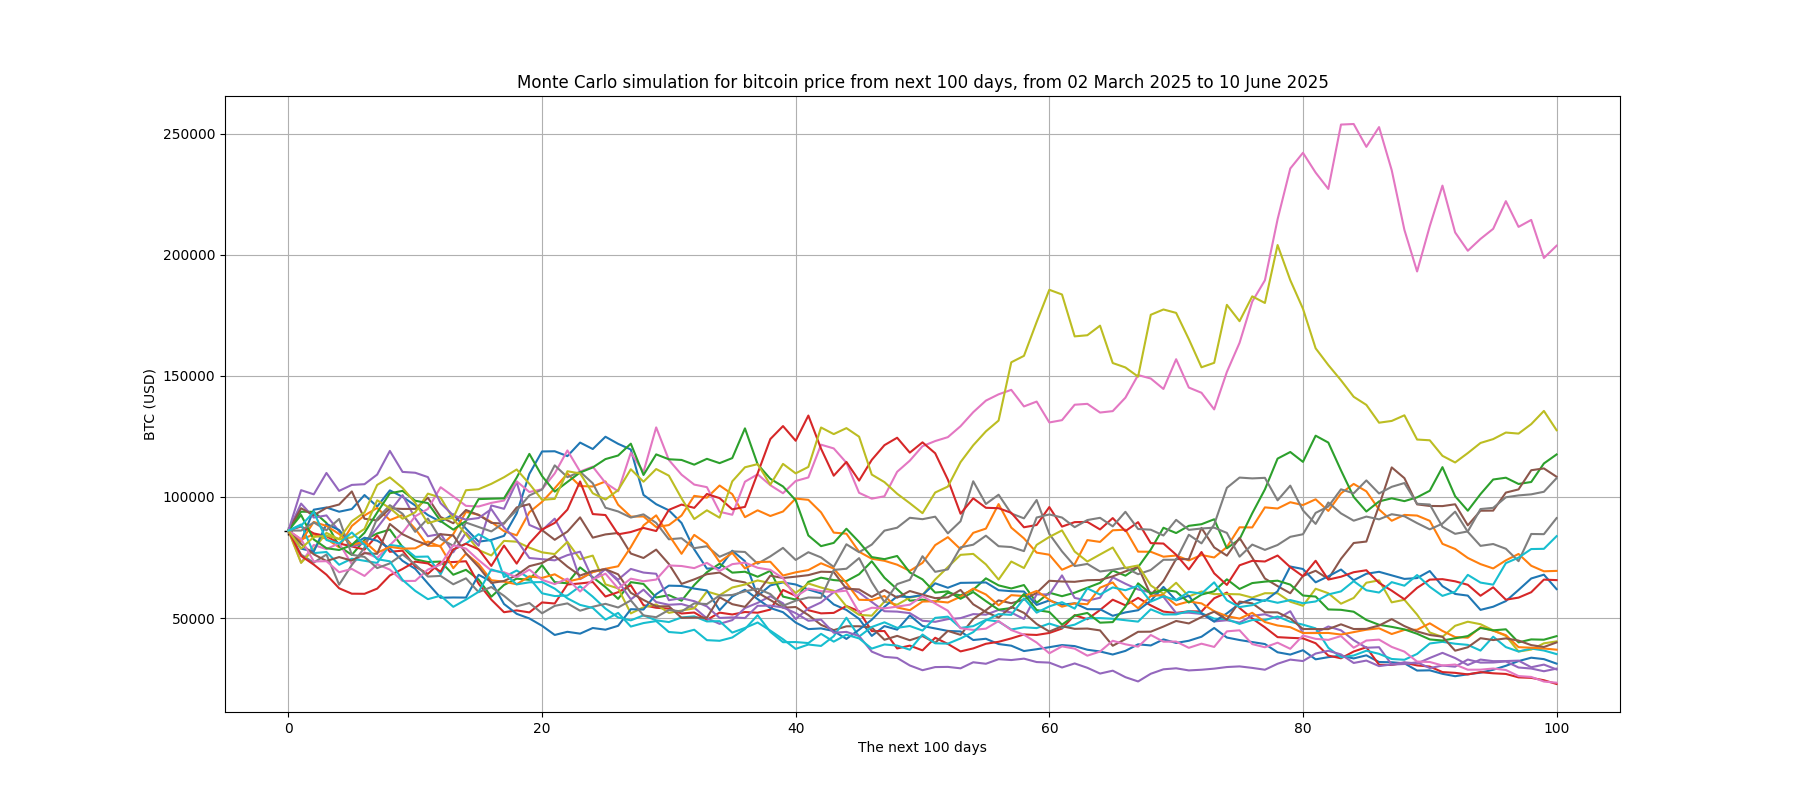 Monte Carlo simulation for bitcoin price from next 100 days, from 02 March 2025 to 10 June 2025
250000
200000
150000
100000
50000
BTC (USD)
0 20 40 60 80 100
The next 100 days